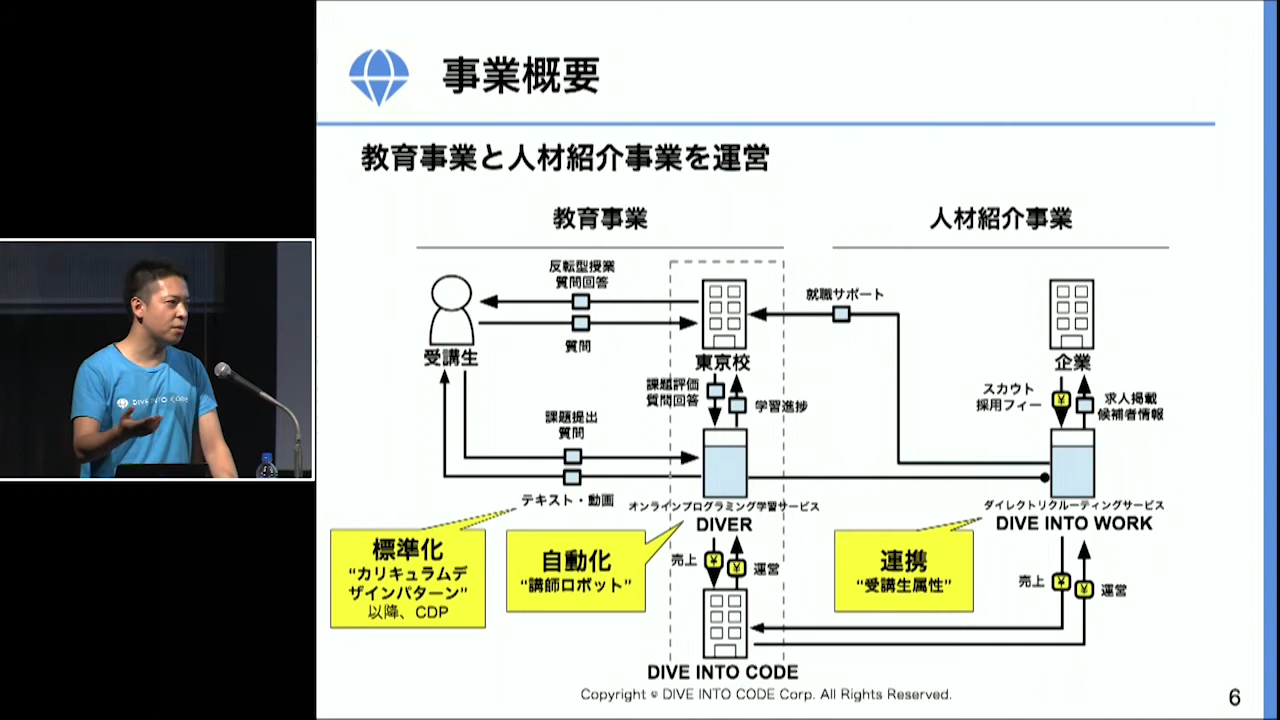 事業概要
教育事業と人材紹介事業を運営
教育事業
人材紹介事業
反転型授業
質問回答
質問
受講生
東京校
就職サポート
企業
課題評価
質問回答
学習進捗
スカウト
採用フィー
¥
求人掲載
候補者情報
課題提出
質問
テキスト・動画
オンラインプログラミング学習サービス
DIVER
ダイレクトリクルーティングサービス
DIVE INTO WORK
標準化
“カリキュラムデ
ザインパターン”
以降、CDP
自動化
“講師ロボット”
連携
“受講生属性”
売上
¥
¥
運営
売上
¥
¥
運営
DIVE INTO CODE
Copyright © DIVE INTO CODE Corp. All Rights Reserved.
6
DIVE INTO CODE